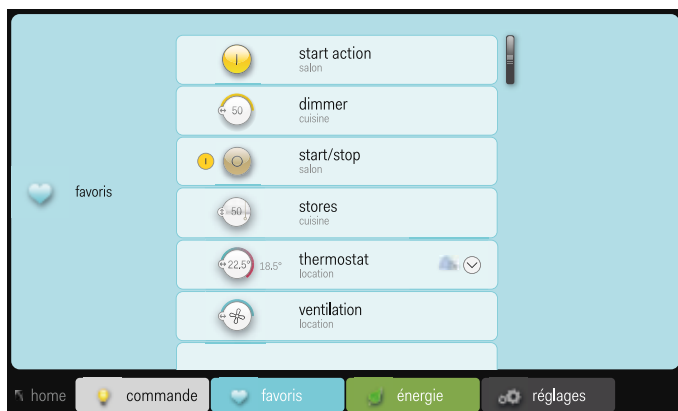 start action
salon
50
dimmer
cuisine
start/stop
salon
50
stores
cuisine
favoris
22.5° 18.5°
thermostat
location
ventilation
location
home
commande
favoris
énergie
réglages